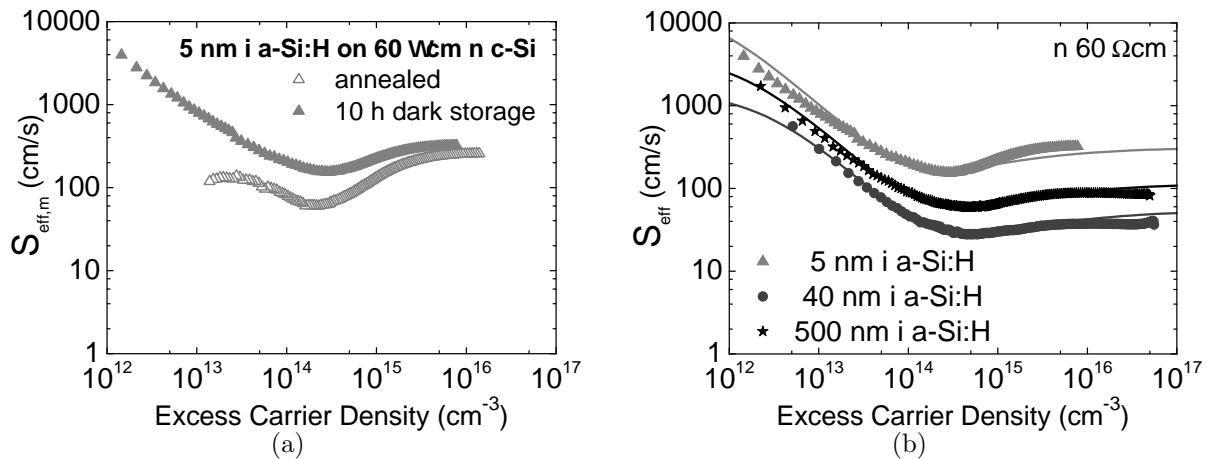 10000
1000
100
10
1
S_eff,m (cm/s)
5 nm i a-Si:H on 60 Wcm n c-Si
annealed
10 h dark storage
10^12 10^13 10^14 10^15 10^16 10^17
Excess Carrier Density (cm^-3)
(a)
10000
1000
100
10
1
S_eff (cm/s)
n 60 Ωcm
5 nm i a-Si:H
40 nm i a-Si:H
500 nm i a-Si:H
10^12 10^13 10^14 10^15 10^16 10^17
Excess Carrier Density (cm^-3)
(b)